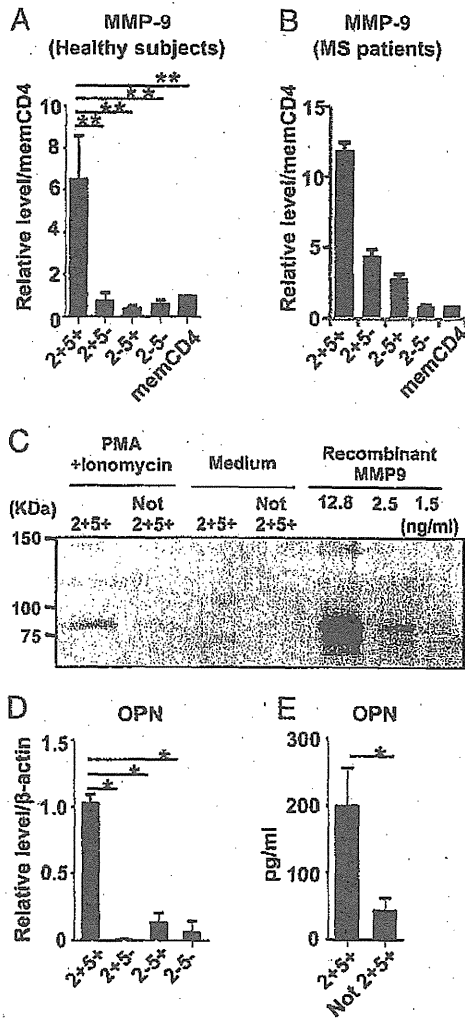 A
MMP-9
(Healthy subjects)
**
**
**
**
Relative level/memCD4
10
8
6
4
2
0
2+5+
2+5-
2-5+
2-5-
memCD4
B
MMP-9
(MS patients)
Relative level/memCD4
15
10
5
0
2+5+
2+5-
2-5+
2-5-
memCD4
C
PMA
+Ionomycin
Medium
Recombinant
MMP9
(KDa)
2+5+
Not
2+5+
2+5+
Not
2+5+
12.8
2.5
1.5
(ng/ml)
150
100
75
D
OPN
*
*
*
Relative level/β-actin
1.5
1.0
0.5
0
2+5+
2+5-
2-5+
2-5-
E
OPN
*
pg/ml
300
200
100
0
2+5+
Not 2+5+